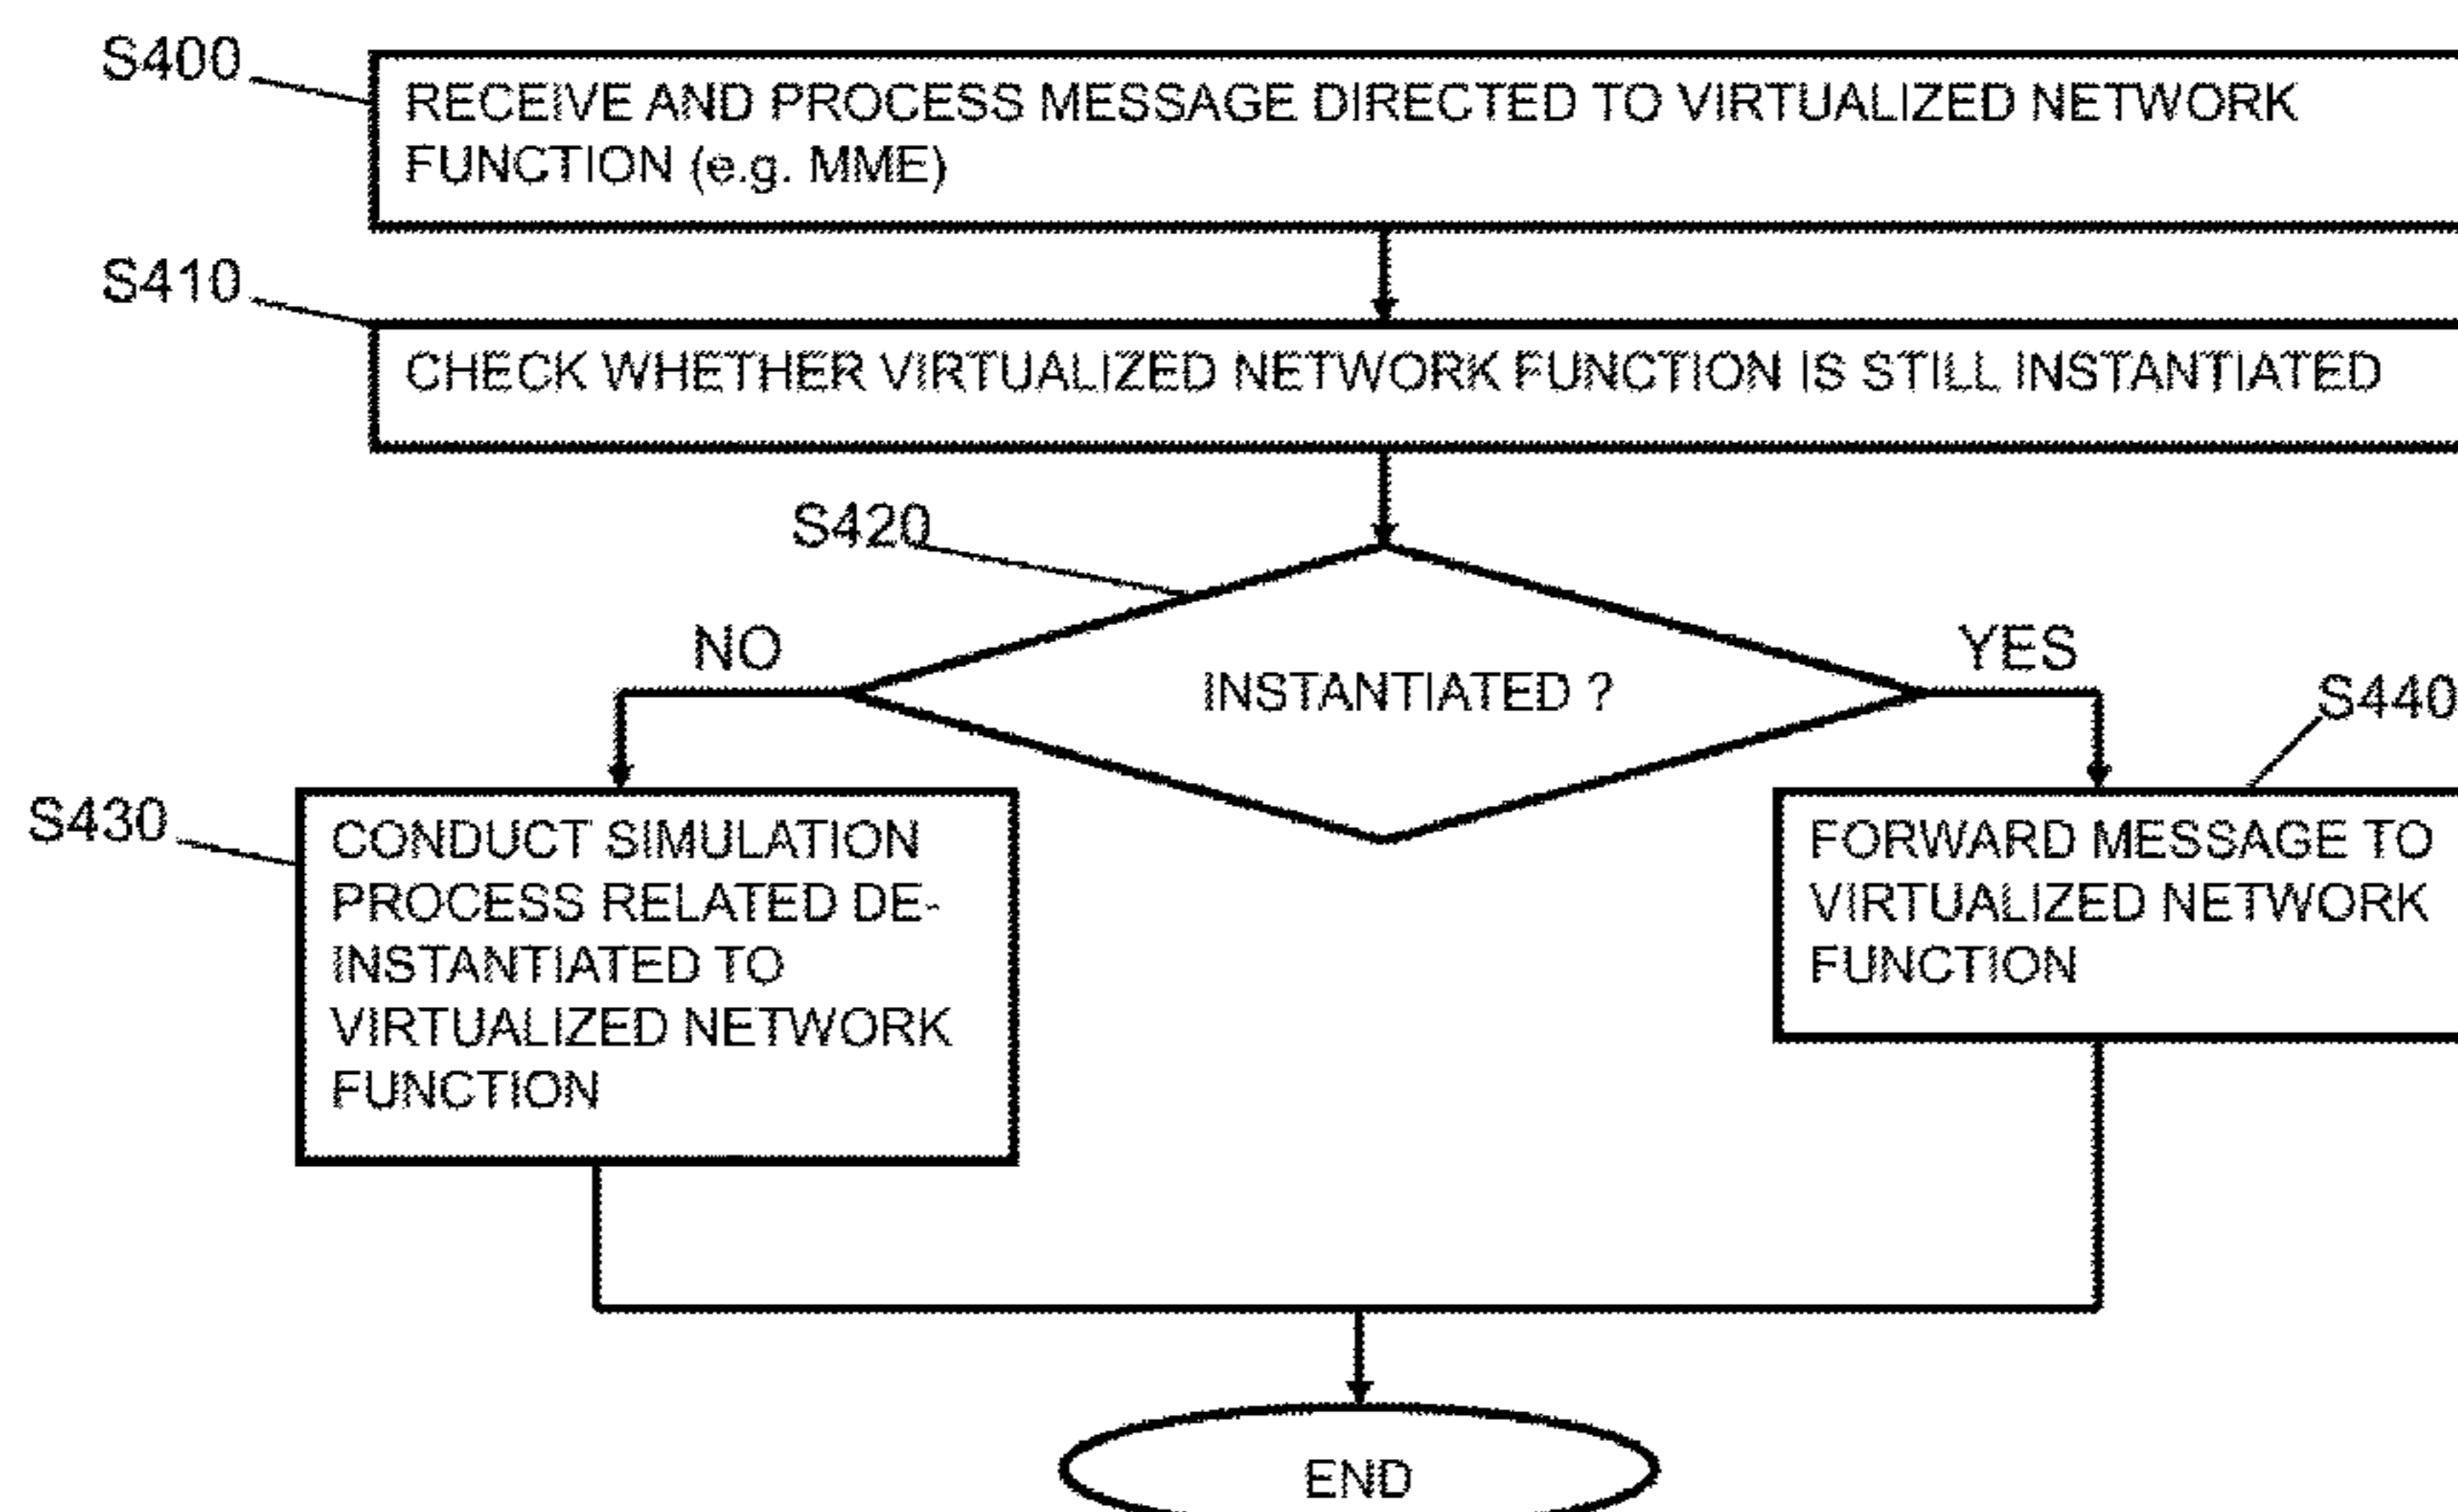 S400
RECEIVE AND PROCESS MESSAGE DIRECTED TO VIRTUALIZED NETWORK
FUNCTION (e.g. MME)
S410
CHECK WHETHER VIRTUALIZED NETWORK FUNCTION IS STILL INSTANTIATED
S420
NO
YES
INSTANTIATED ?
S440
S430
CONDUCT SIMULATION
PROCESS RELATED DE-
INSTANTIATED TO
VIRTUALIZED NETWORK
FUNCTION
FORWARD MESSAGE TO
VIRTUALIZED NETWORK
FUNCTION
END